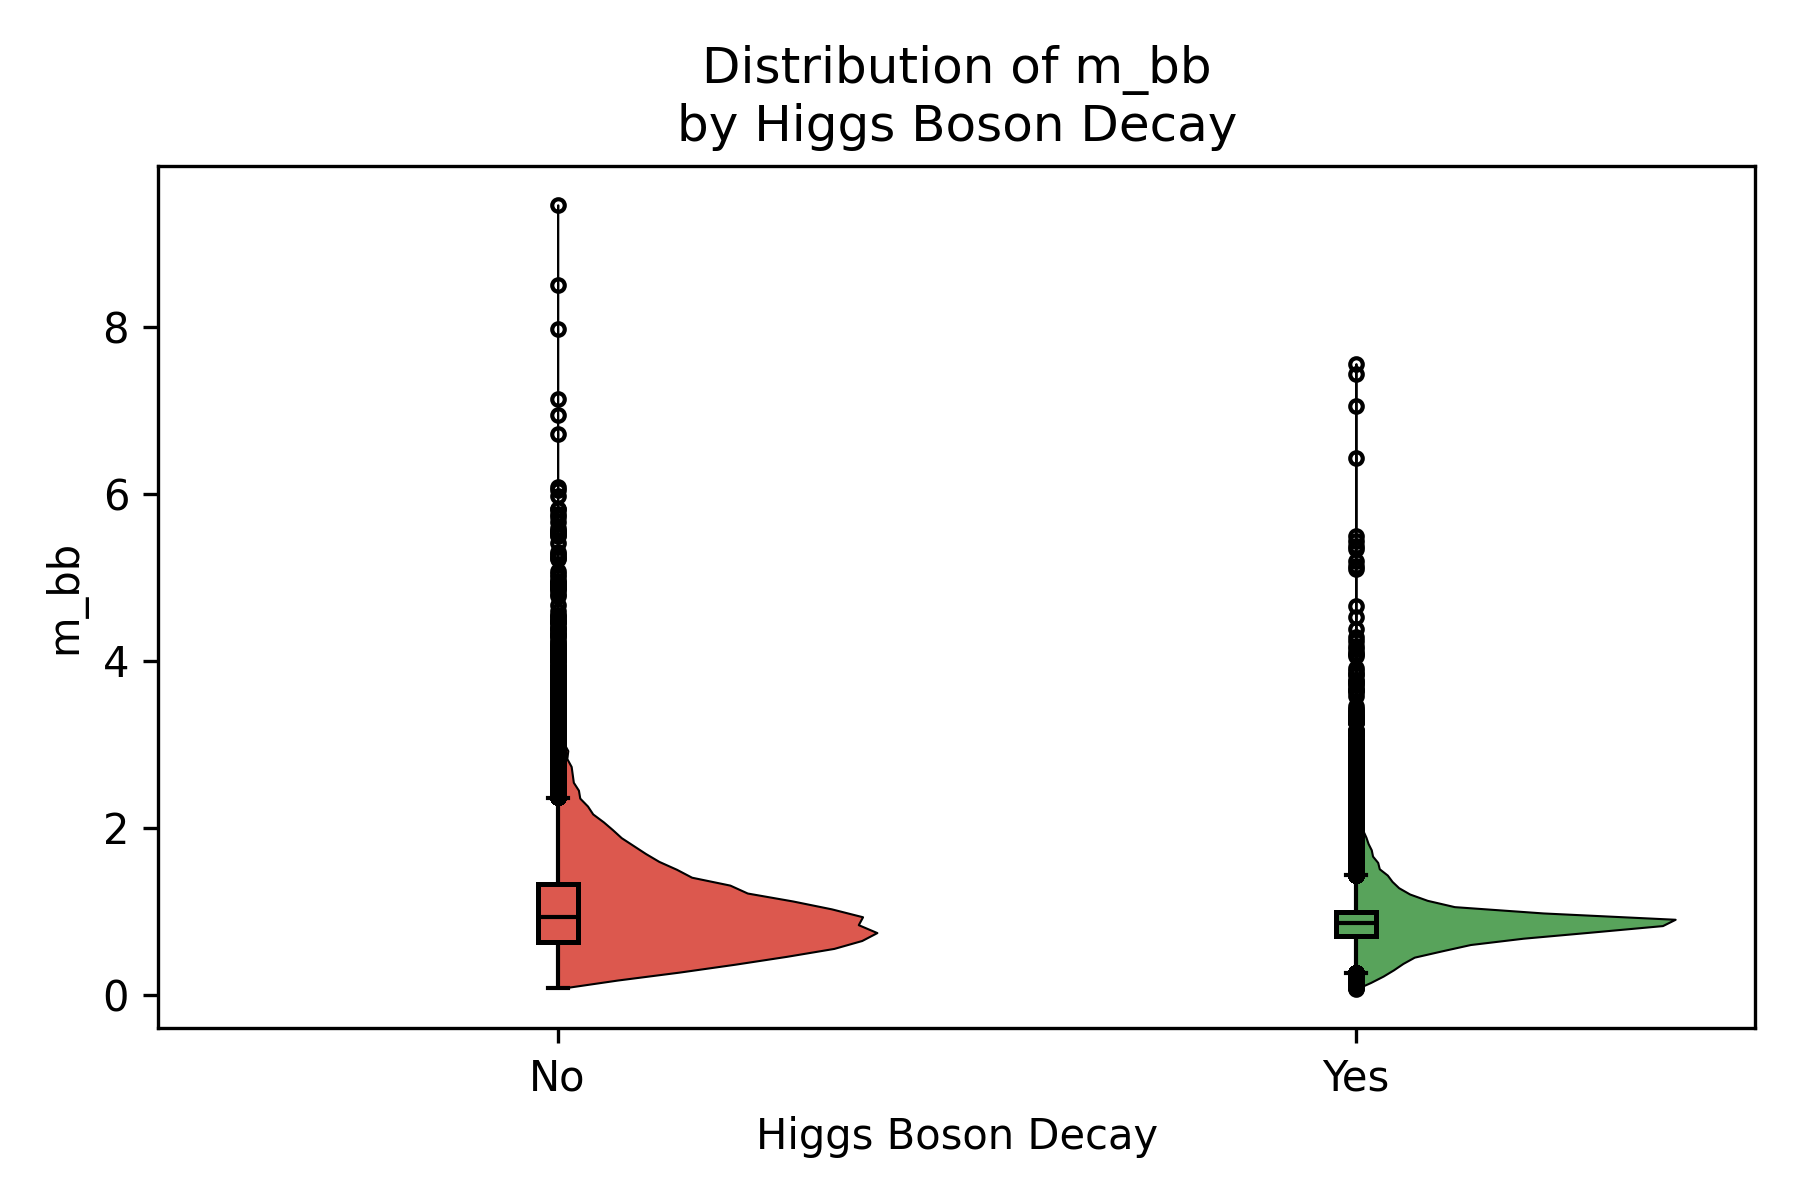 Distribution of m_bb
by Higgs Boson Decay
m_bb
8
6
4
2
0
No
Yes
Higgs Boson Decay